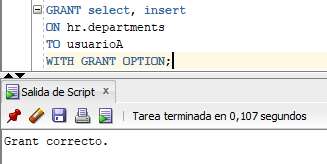 GRANT select, insert
ON hr.departments
TO usuarioA
WITH GRANT OPTION;
Salida de Script x
Tarea terminada en 0,107 segundos
Grant correcto.